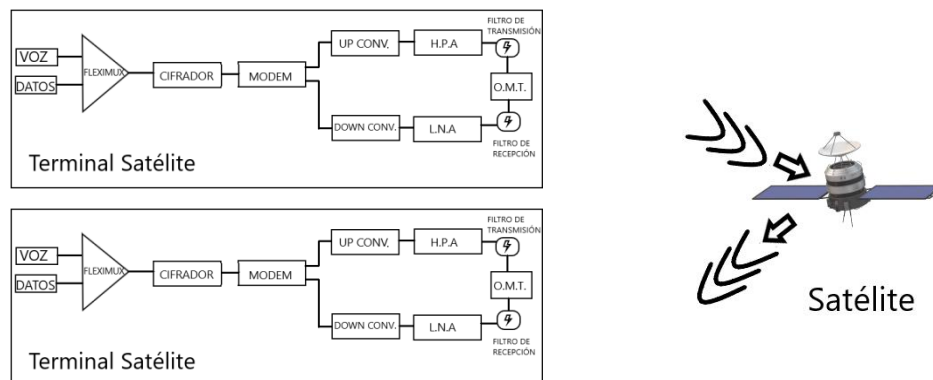 FILTRO DE
TRANSMISIÓN
VOZ
DATOS
FLEXIMUX
CIFRADOR
MODEM
UP CONV.
H.P.A
O.M.T.
DOWN CONV.
L.N.A
FILTRO DE
RECEPCIÓN
Terminal Satélite
FILTRO DE
TRANSMISIÓN
VOZ
DATOS
FLEXIMUX
CIFRADOR
MODEM
UP CONV.
H.P.A
O.M.T.
DOWN CONV.
L.N.A
FILTRO DE
RECEPCIÓN
Terminal Satélite
Satélite